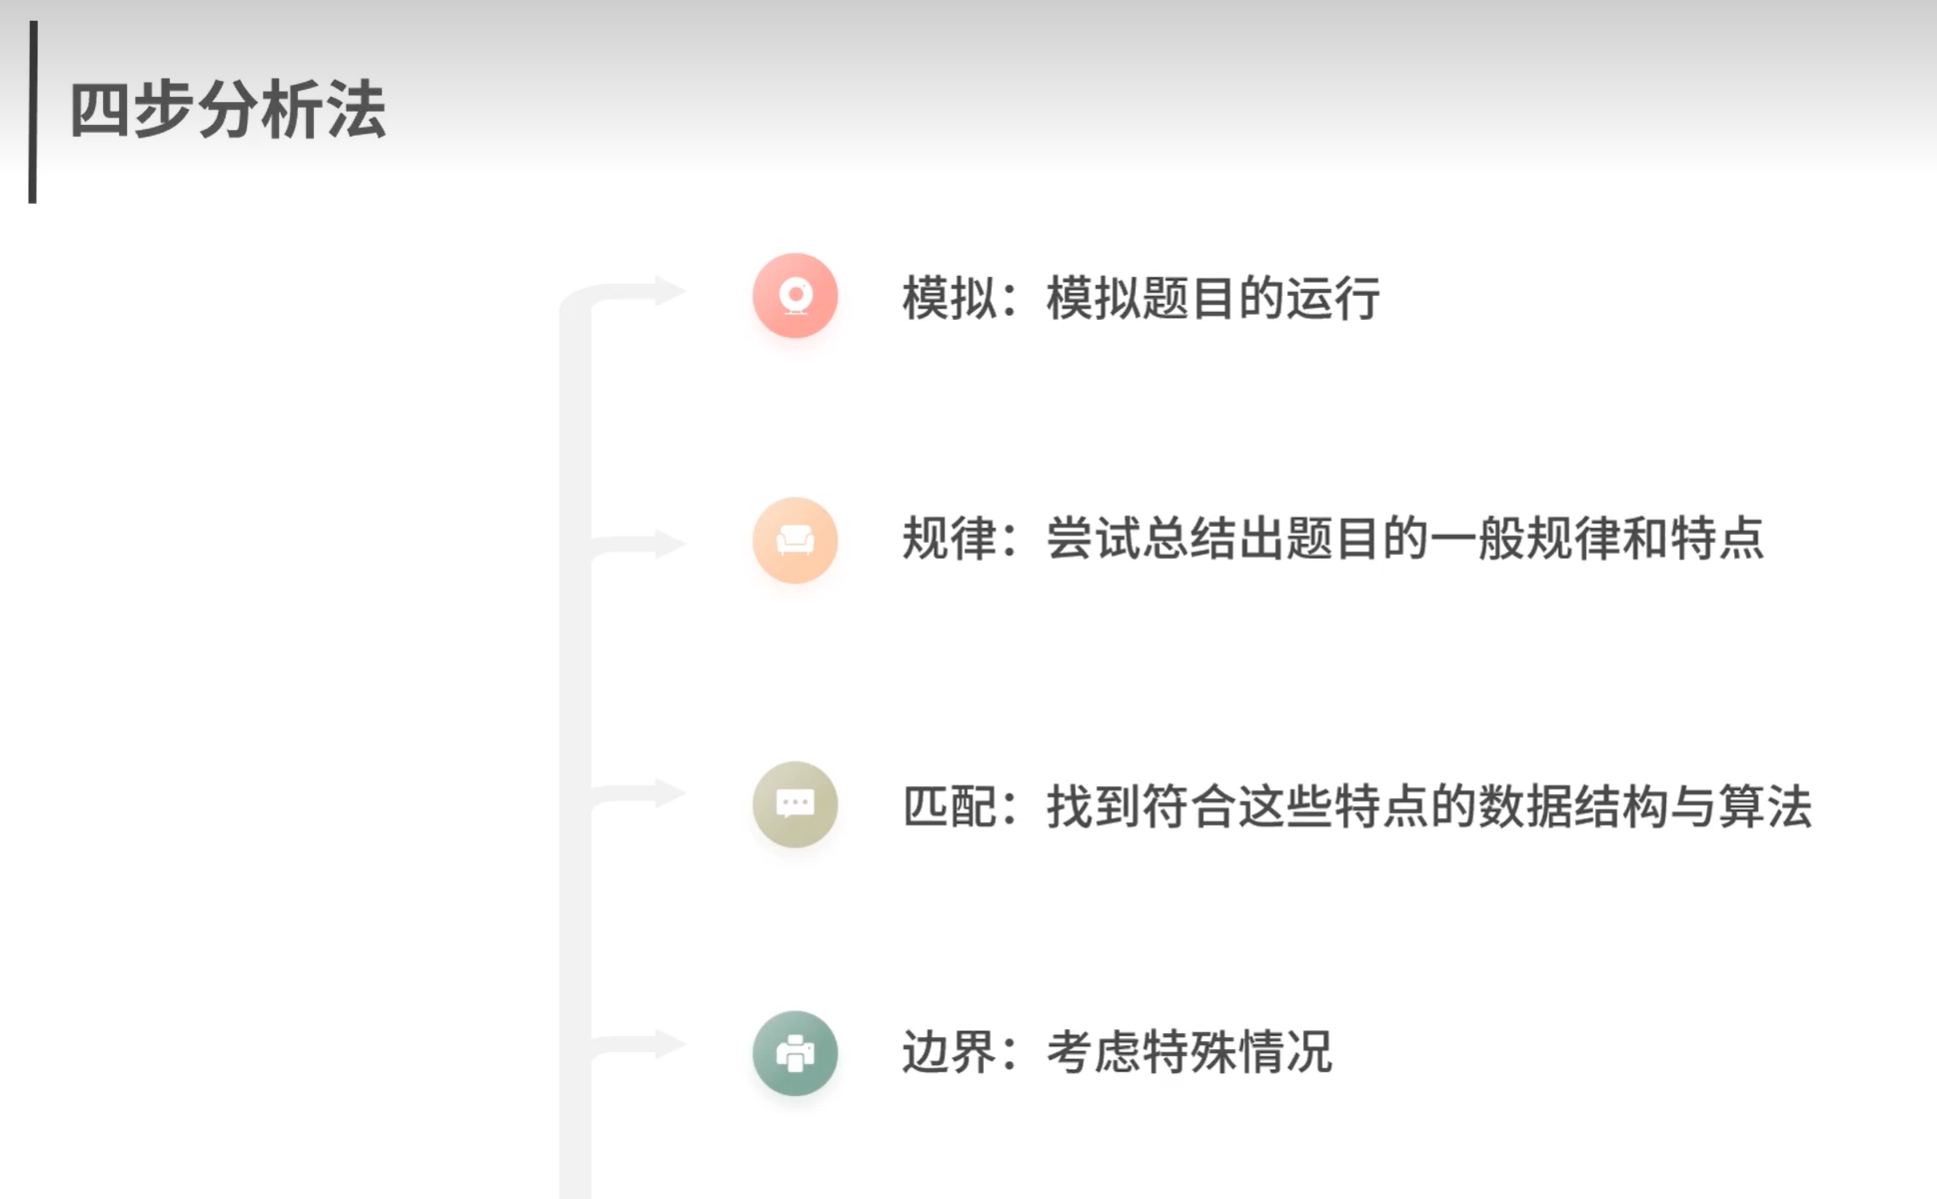 四步分析法
模拟：模拟题目的运行
规律：尝试总结出题目的一般规律和特点
匹配：找到符合这些特点的数据结构与算法
边界：考虑特殊情况